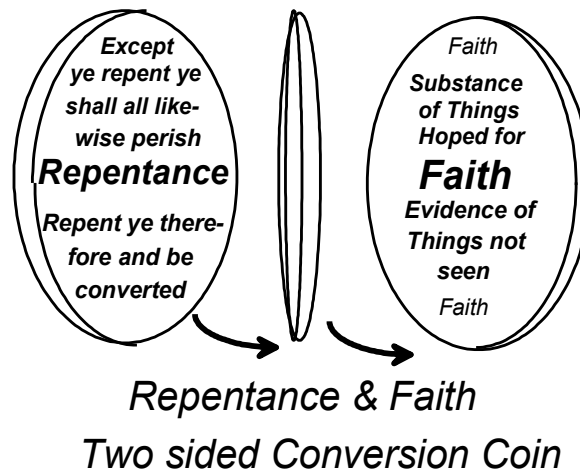 Except
ye repent ye
shall all like-
wise perish
Repentance
Repent ye there-
fore and be
converted
Faith
Substance
of Things
Hoped for
Faith
Evidence of
Things not
seen
Faith
Repentance & Faith
Two sided Conversion Coin